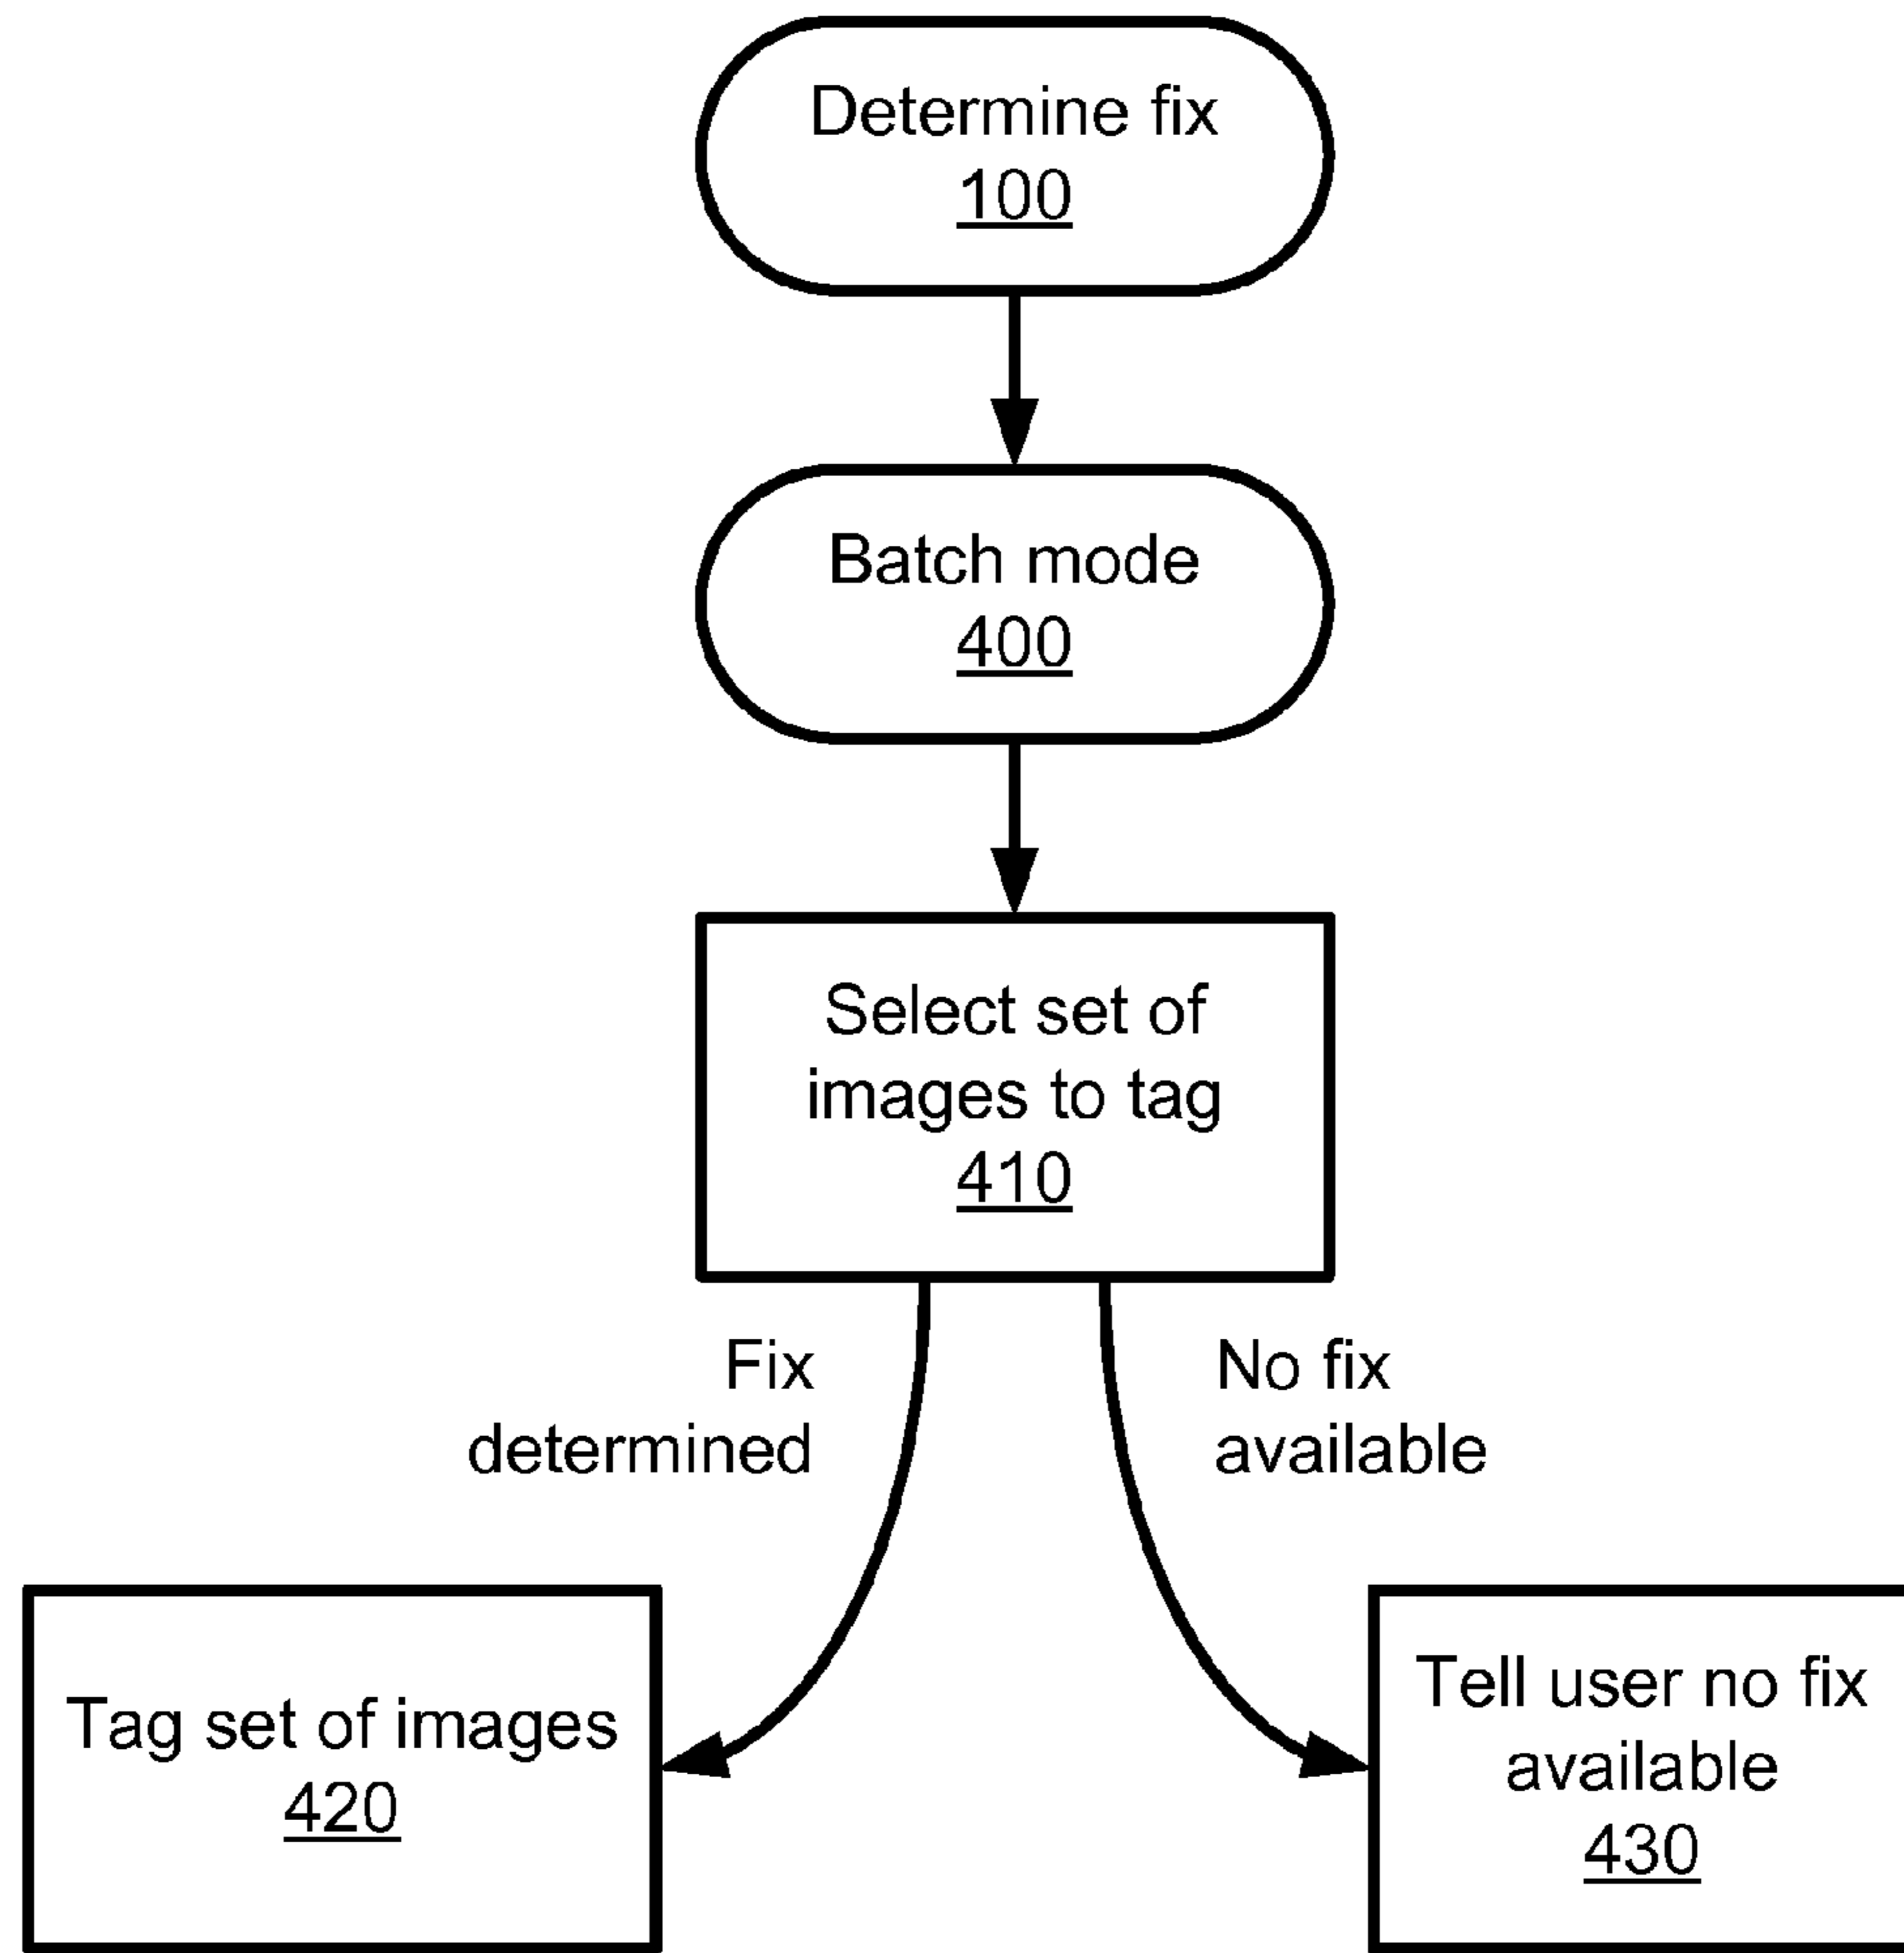 Determine fix
100
Batch mode
400
Select set of
images to tag
410
Fix
determined
No fix
available
Tag set of images
420
Tell user no fix
available
430